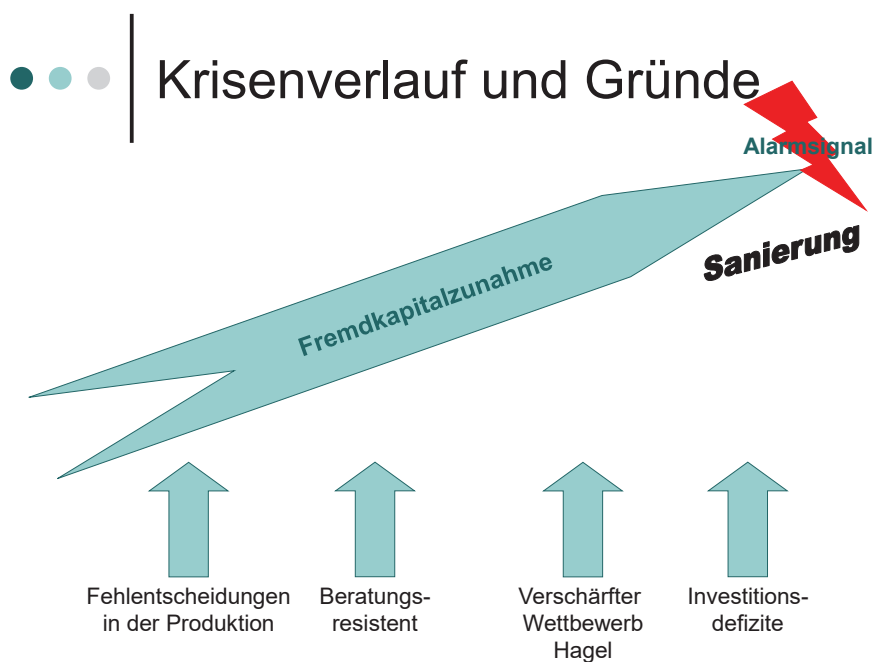 Krisenverlauf und Gründe
Alarmsignal
Sanierung
Fremdkapitalzunahme
Fehlentscheidungen
in der Produktion
Beratungs-
resistent
Verschärfter
Wettbewerb
Hagel
Investitions-
defizite